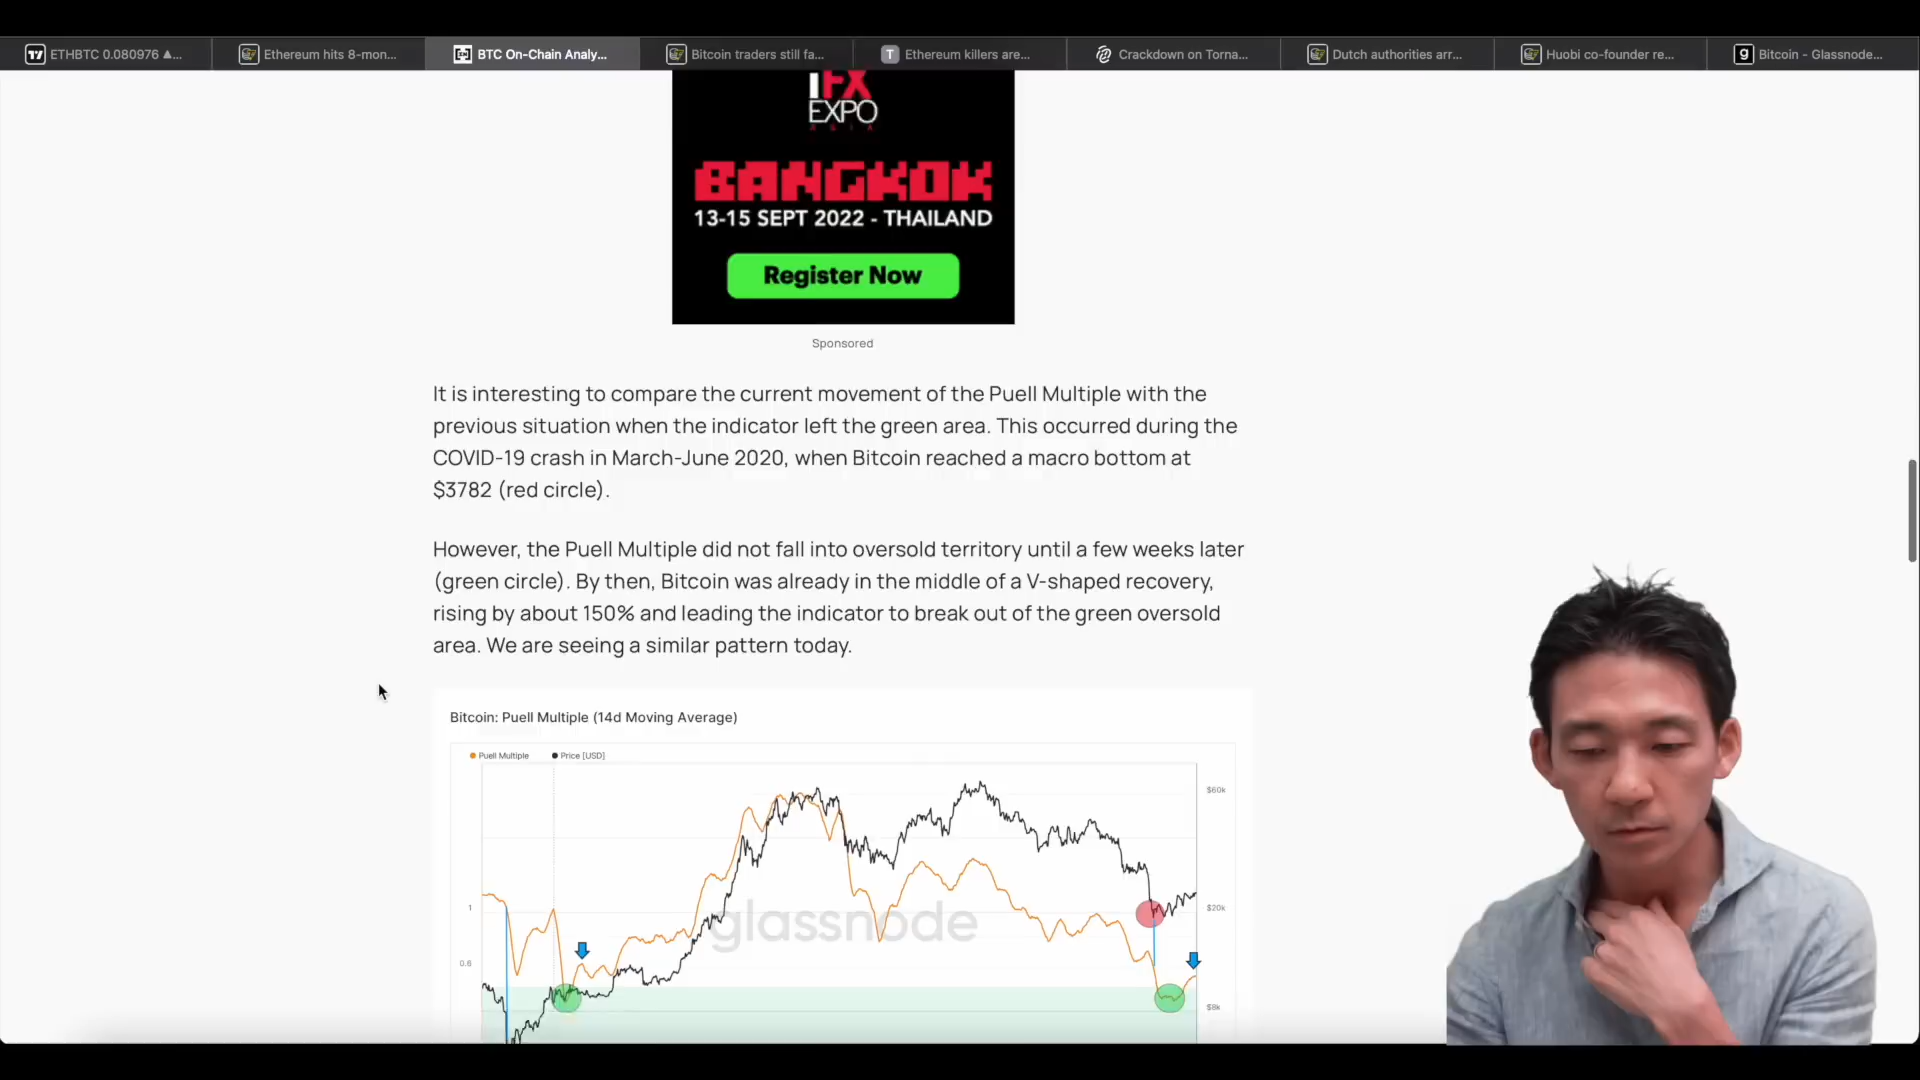 ETHBTC 0.080976 ▲...
Ethereum hits 8-mon...
BTC On-Chain Analy...
Bitcoin traders still fa...
T
Ethereum killers are...
Crackdown on Torna...
Dutch authorities arr...
Huobi co-founder re...
g
Bitcoin - Glassnode...
iFX
EXPO
ASIA
BANGKOK
13-15 SEPT 2022 - THAILAND
Register Now
Sponsored
It is interesting to compare the current movement of the Puell Multiple with the
previous situation when the indicator left the green area. This occurred during the
COVID-19 crash in March-June 2020, when Bitcoin reached a macro bottom at
$3782 (red circle).
However, the Puell Multiple did not fall into oversold territory until a few weeks later
(green circle). By then, Bitcoin was already in the middle of a V-shaped recovery,
rising by about 150% and leading the indicator to break out of the green oversold
area. We are seeing a similar pattern today.
Bitcoin: Puell Multiple (14d Moving Average)
Puell Multiple
Price [USD]
$60k
1
glassnode
$20k
0.6
$8k